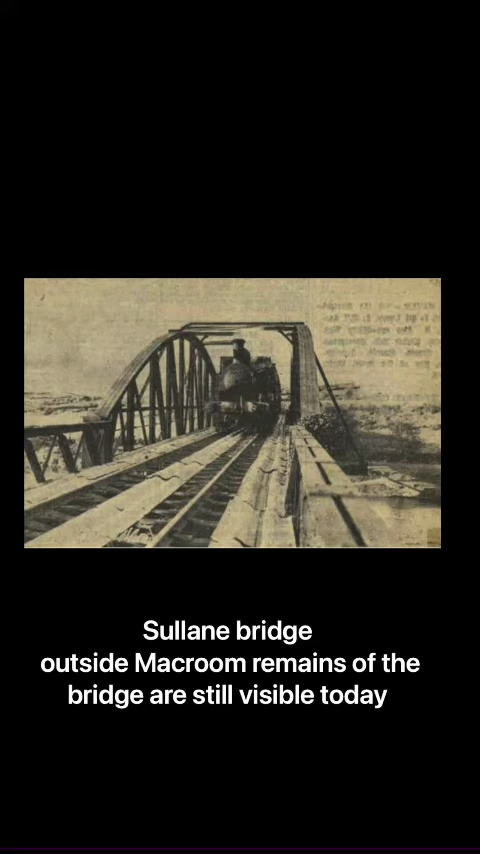 Sullane bridge
outside Macroom remains of the
bridge are still visible today